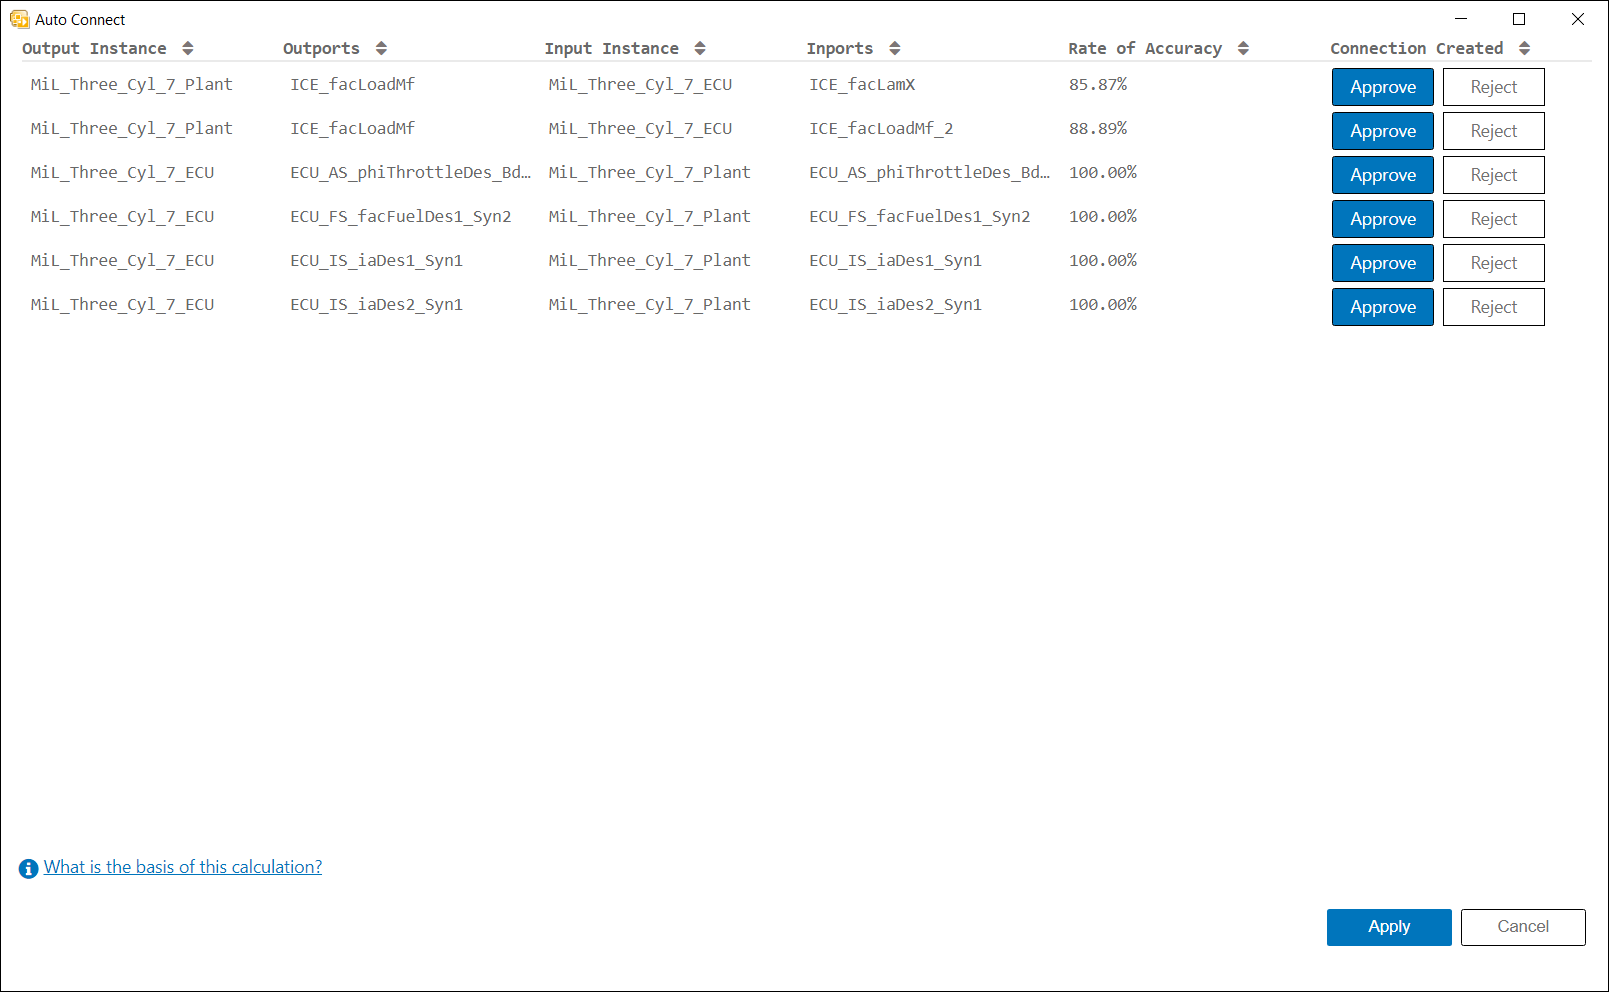 Auto Connect
Output Instance Outports Input Instance Inports Rate of Accuracy Connection Created
MiL_Three_Cyl_7_Plant ICE_facLoadMf MiL_Three_Cyl_7_ECU ICE_facLamX 85.87% Approve Reject
MiL_Three_Cyl_7_Plant ICE_facLoadMf MiL_Three_Cyl_7_ECU ICE_facLoadMf_2 88.89% Approve Reject
MiL_Three_Cyl_7_ECU ECU_AS_phiThrottleDes_Bd… MiL_Three_Cyl_7_Plant ECU_AS_phiThrottleDes_Bd… 100.00% Approve Reject
MiL_Three_Cyl_7_ECU ECU_FS_facFuelDes1_Syn2 MiL_Three_Cyl_7_Plant ECU_FS_facFuelDes1_Syn2 100.00% Approve Reject
MiL_Three_Cyl_7_ECU ECU_IS_iaDes1_Syn1 MiL_Three_Cyl_7_Plant ECU_IS_iaDes1_Syn1 100.00% Approve Reject
MiL_Three_Cyl_7_ECU ECU_IS_iaDes2_Syn1 MiL_Three_Cyl_7_Plant ECU_IS_iaDes2_Syn1 100.00% Approve Reject
What is the basis of this calculation?
Apply Cancel